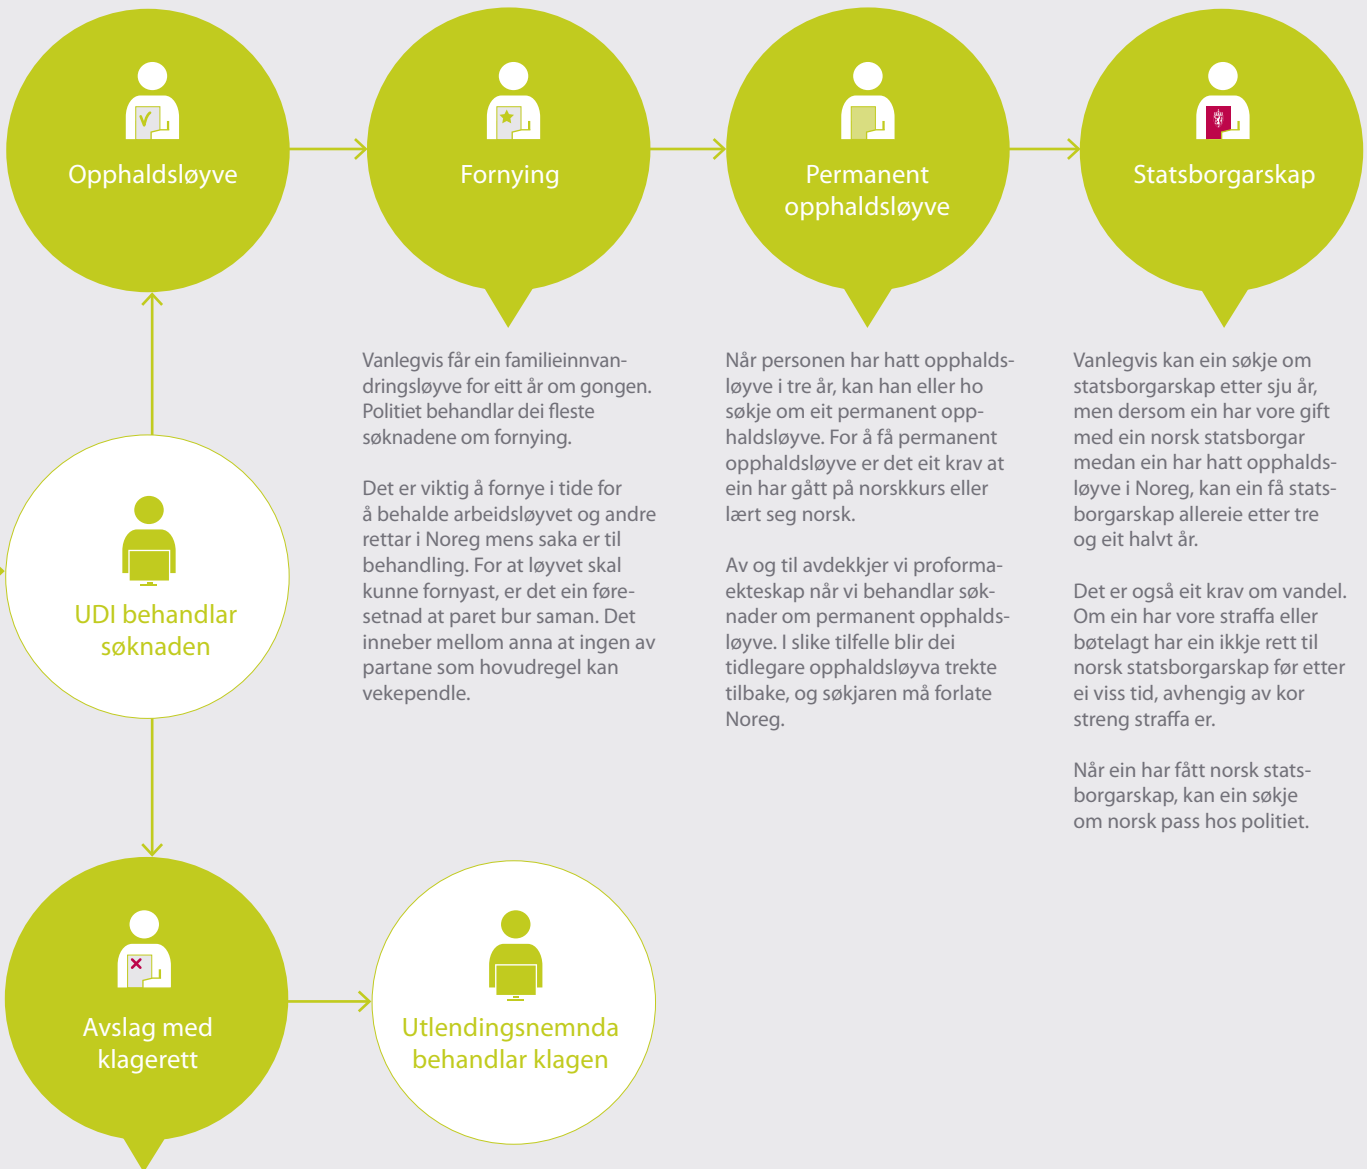 Opphaldsløyve
Fornying
Permanent
opphaldsløyve
Statsborgarskap
Vanlegvis får ein familieinnvan-
dringsløyve for eitt år om gongen.
Politiet behandlar dei fleste
søknadene om fornying.
Det er viktig å fornye i tide for
å behalde arbeidsløyvet og andre
rettar i Noreg mens saka er til
behandling. For at løyvet skal
kunne fornyast, er det ein føre-
setnad at paret bur saman. Det
inneber mellom anna at ingen av
partane som hovudregel kan
vekependle.
Når personen har hatt opphalds-
løyve i tre år, kan han eller ho
søkje om eit permanent opp-
haldsløyve. For å få permanent
opphaldsløyve er det eit krav at
ein har gått på norskkurs eller
lært seg norsk.
Av og til avdekkjer vi proforma-
ekteskap når vi behandlar søk-
nader om permanent opphalds-
løyve. I slike tilfelle blir dei
tidlegare opphaldsløyva trekte
tilbake, og søkjaren må forlate
Noreg.
Vanlegvis kan ein søkje om
statsborgarskap etter sju år,
men dersom ein har vore gift
med ein norsk statsborgar
medan ein har hatt opphalds-
løyve i Noreg, kan ein få stats-
borgarskap allereie etter tre
og eit halvt år.
Det er også eit krav om vandel.
Om ein har vore straffa eller
bøtelagt har ein ikkje rett til
norsk statsborgarskap før etter
ei viss tid, avhengig av kor
streng straffa er.
Når ein har fått norsk stats-
borgarskap, kan ein søkje
om norsk pass hos politiet.
UDI behandlar
søknaden
Avslag med
klagerett
Utlendingsnemnda
behandlar klagen